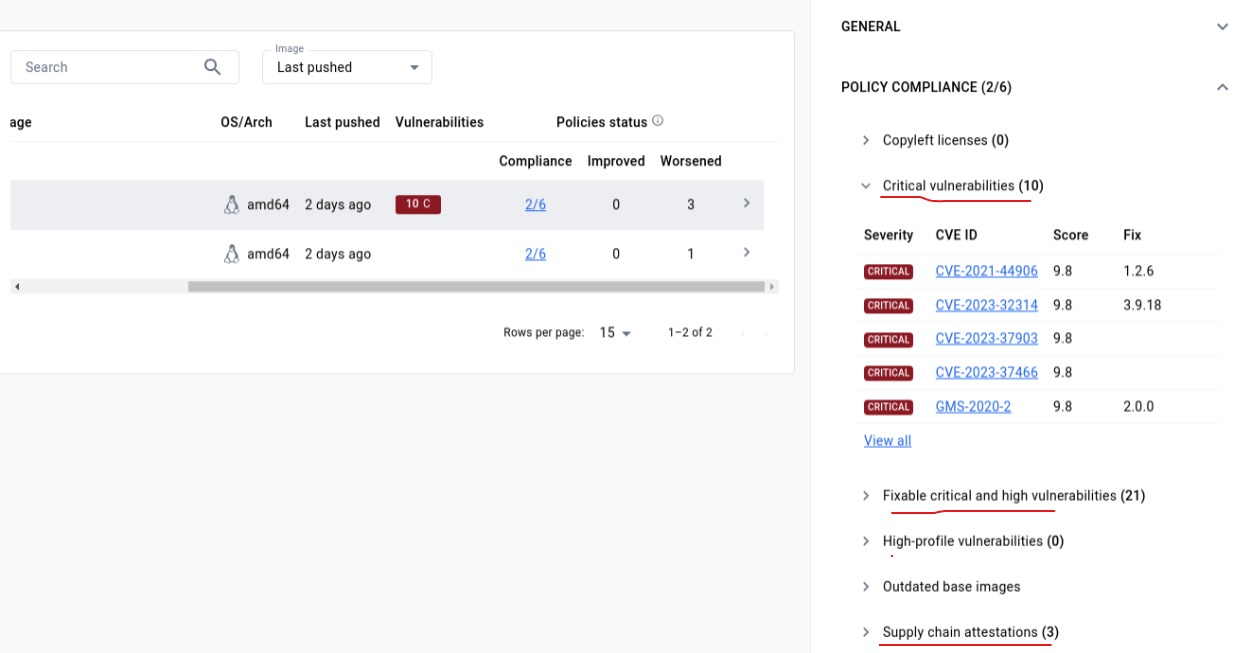 Search
Image
Last pushed
age OS/Arch Last pushed Vulnerabilities Policies status
Compliance Improved Worsened
amd64 2 days ago 10 C 2/6 0 3
amd64 2 days ago 2/6 0 1
Rows per page: 15 1–2 of 2
GENERAL
POLICY COMPLIANCE (2/6)
Copyleft licenses (0)
Critical vulnerabilities (10)
Severity CVE ID Score Fix
CRITICAL CVE-2021-44906 9.8 1.2.6
CRITICAL CVE-2023-32314 9.8 3.9.18
CRITICAL CVE-2023-37903 9.8
CRITICAL CVE-2023-37466 9.8
CRITICAL GMS-2020-2 9.8 2.0.0
View all
Fixable critical and high vulnerabilities (21)
High-profile vulnerabilities (0)
Outdated base images
Supply chain attestations (3)